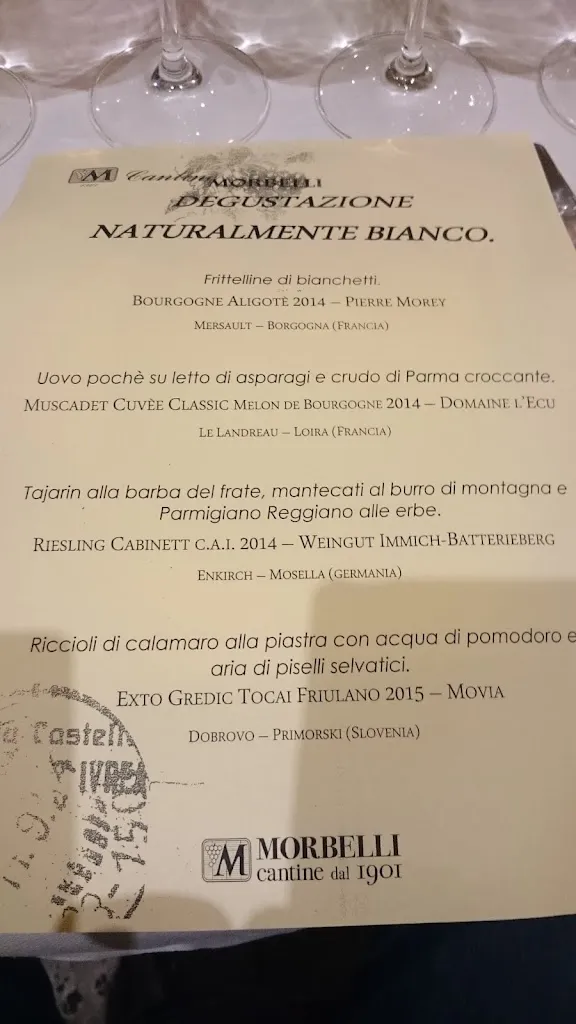 M Cantine MORBELLI
DEGUSTAZIONE
NATURALMENTE BIANCO.
Frittelline di bianchetti.
BOURGOGNE ALIGOTÈ 2014 – PIERRE MOREY
MERSAULT – BORGOGNA (FRANCIA)
Uovo pochè su letto di asparagi e crudo di Parma croccante.
MUSCADET CUVÈE CLASSIC MELON DE BOURGOGNE 2014 – DOMAINE L'ECU
LE LANDREAU – LOIRA (FRANCIA)
Tajarin alla barba del frate, mantecati al burro di montagna e
Parmigiano Reggiano alle erbe.
RIESLING CABINETT C.A.I. 2014 – WEINGUT IMMICH-BATTERIEBERG
ENKIRCH – MOSELLA (GERMANIA)
Riccioli di calamaro alla piastra con acqua di pomodoro e
aria di piselli selvatici.
EXTO GREDIC TOCAI FRIULANO 2015 – MOVIA
DOBROVO – PRIMORSKI (SLOVENIA)
M MORBELLI
cantine dal 1901